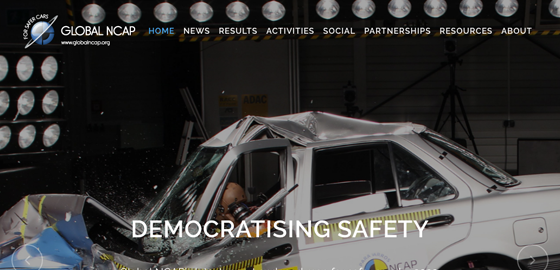 FOR SAFER CARS
GLOBAL NCAP
www.globalncap.org
HOME NEWS RESULTS ACTIVITIES SOCIAL PARTNERSHIPS RESOURCES ABOUT
ADAC
DEMOCRATISING SAFETY
NCAP